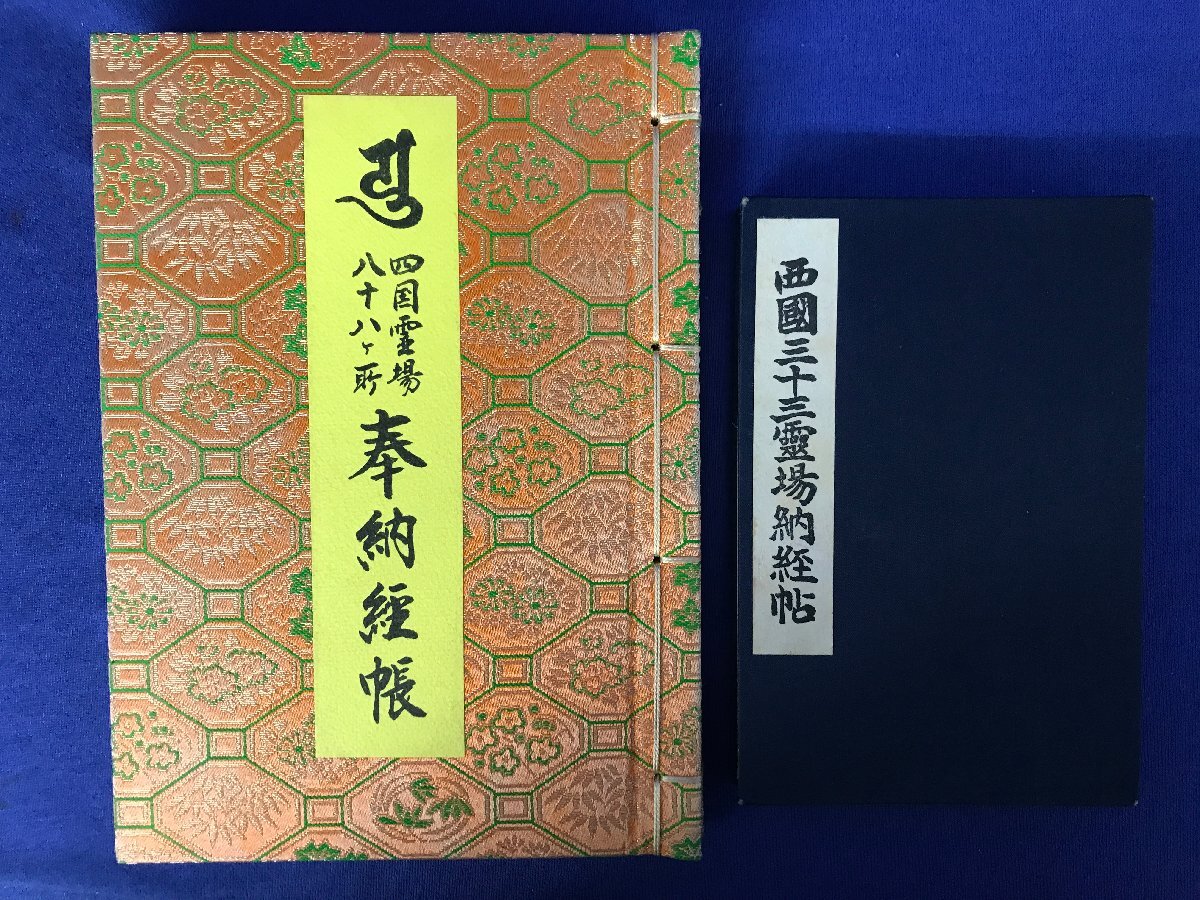 四国霊場
八十八ヶ所
奉納經帳
西國三十三靈場納経帖